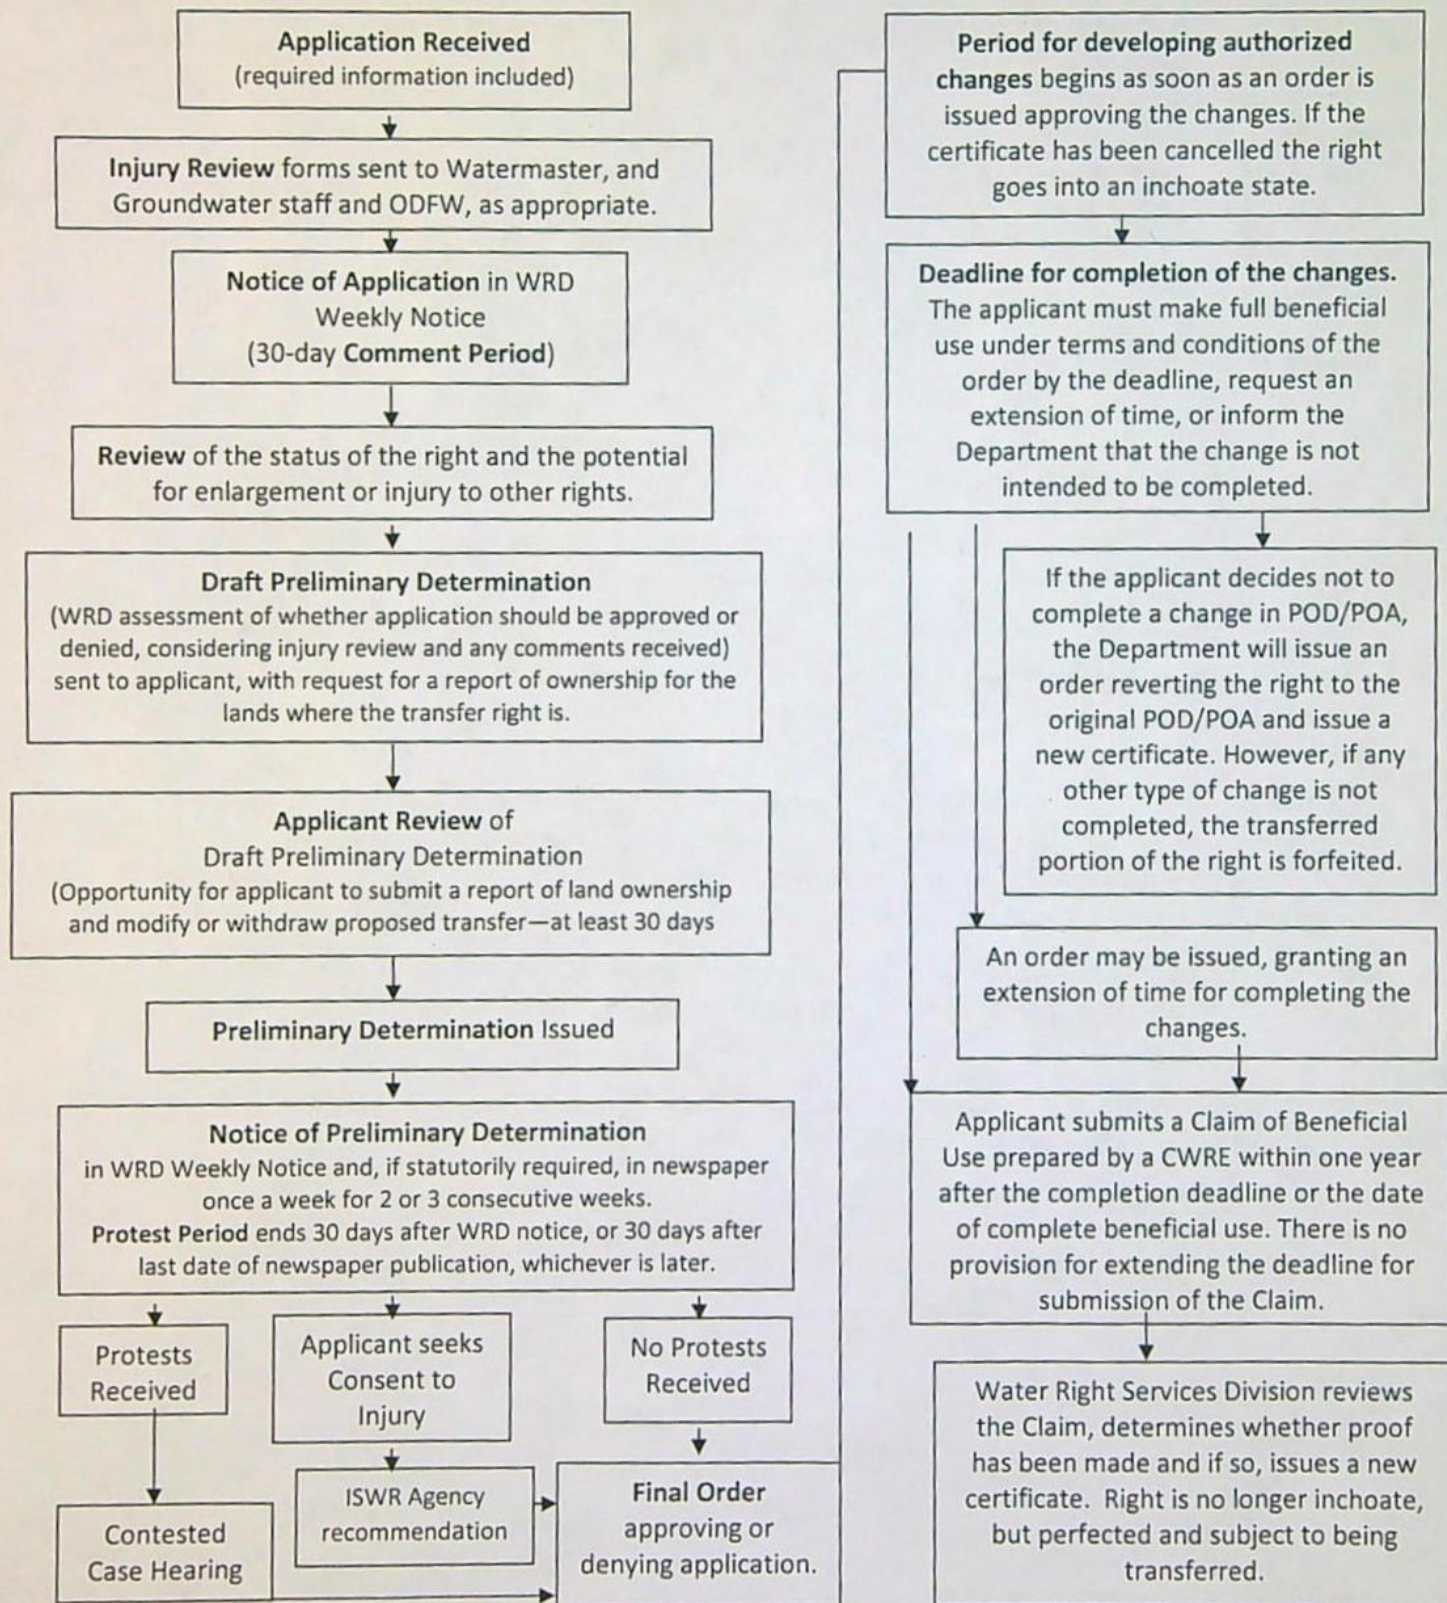 Application Received
(required information included)
Injury Review forms sent to Watermaster, and
Groundwater staff and ODFW, as appropriate.
Notice of Application in WRD
Weekly Notice
(30-day Comment Period)
Review of the status of the right and the potential
for enlargement or injury to other rights.
Draft Preliminary Determination
(WRD assessment of whether application should be approved or
denied, considering injury review and any comments received)
sent to applicant, with request for a report of ownership for the
lands where the transfer right is.
Applicant Review of
Draft Preliminary Determination
(Opportunity for applicant to submit a report of land ownership
and modify or withdraw proposed transfer—at least 30 days
Preliminary Determination Issued
Notice of Preliminary Determination
in WRD Weekly Notice and, if statutorily required, in newspaper
once a week for 2 or 3 consecutive weeks.
Protest Period ends 30 days after WRD notice, or 30 days after
last date of newspaper publication, whichever is later.
Protests
Received
Applicant seeks
Consent to
Injury
No Protests
Received
Contested
Case Hearing
ISWR Agency
recommendation
Final Order
approving or
denying application.
Period for developing authorized
changes begins as soon as an order is
issued approving the changes. If the
certificate has been cancelled the right
goes into an inchoate state.
Deadline for completion of the changes.
The applicant must make full beneficial
use under terms and conditions of the
order by the deadline, request an
extension of time, or inform the
Department that the change is not
intended to be completed.
If the applicant decides not to
complete a change in POD/POA,
the Department will issue an
order reverting the right to the
original POD/POA and issue a
new certificate. However, if any
other type of change is not
completed, the transferred
portion of the right is forfeited.
An order may be issued, granting an
extension of time for completing the
changes.
Applicant submits a Claim of Beneficial
Use prepared by a CWRE within one year
after the completion deadline or the date
of complete beneficial use. There is no
provision for extending the deadline for
submission of the Claim.
Water Right Services Division reviews
the Claim, determines whether proof
has been made and if so, issues a new
certificate.  Right is no longer inchoate,
but perfected and subject to being
transferred.